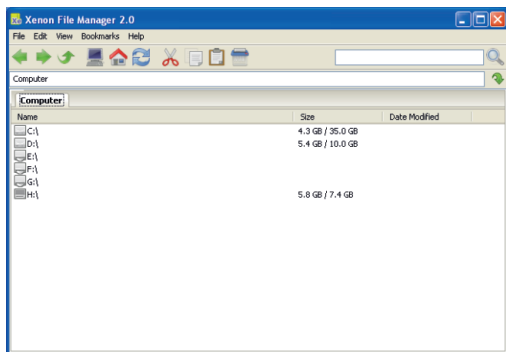 Xenon File Manager 2.0
File Edit View Bookmarks Help
Computer
Computer
Name Size Date Modified
C:\ 4.3 GB / 35.0 GB
D:\ 5.4 GB / 10.0 GB
E:\
F:\
G:\
H:\ 5.8 GB / 7.4 GB